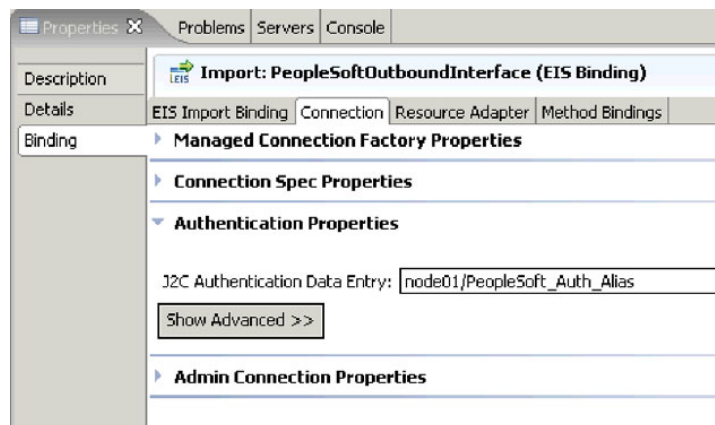 Properties Problems Servers Console
Description
Details
Binding
LEIS Import: PeopleSoftOutboundInterface (EIS Binding)
EIS Import Binding Connection Resource Adapter Method Bindings
Managed Connection Factory Properties
Connection Spec Properties
Authentication Properties
J2C Authentication Data Entry: node01/PeopleSoft_Auth_Alias
Show Advanced >>
Admin Connection Properties